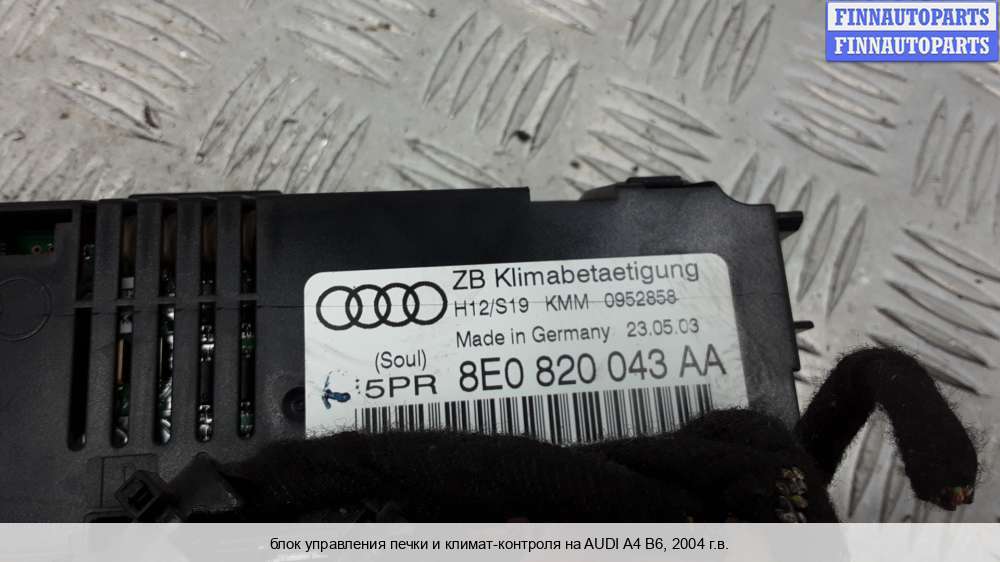 FINNAUTOPARTS
FINNAUTOPARTS
ZB Klimabetaetigung
H12/S19 KMM 0952858
Made in Germany 23.05.03
(Soul)
5PR 8E0 820 043 AA
блок управления печки и климат-контроля на AUDI A4 B6, 2004 г.в.